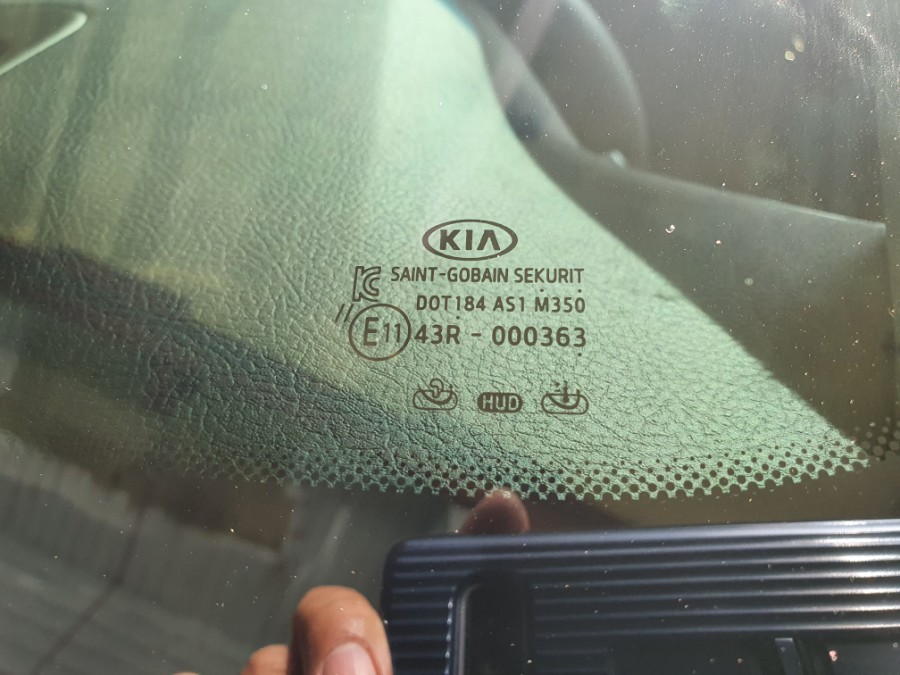 KIA
SAINT-GOBAIN SEKURIT
DOT184 AS1 M350
E11 43R - 000363
HUD